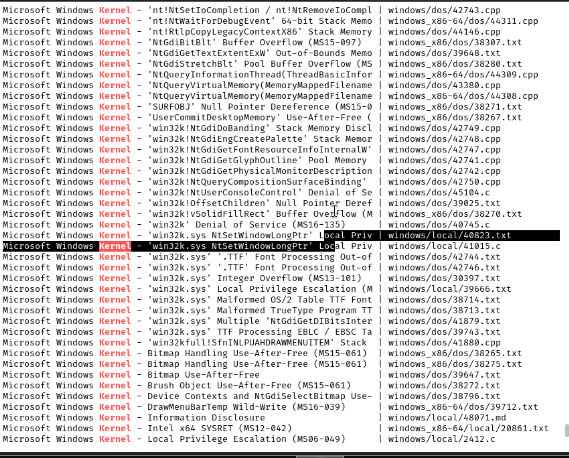 Microsoft Windows Kernel - 'nt!NtSetIoCompletion / nt!NtRemoveIoCompl | windows/dos/42743.cpp
Microsoft Windows Kernel - 'nt!NtWaitForDebugEvent' 64-bit Stack Memo | windows_x86-64/dos/44311.cpp
Microsoft Windows Kernel - 'nt!RtlpCopyLegacyContextX86' Stack Memory | windows/dos/44146.cpp
Microsoft Windows Kernel - 'NtGdiBitBlt' Buffer Overflow (MS15-097) | windows_x86/dos/38307.txt
Microsoft Windows Kernel - 'NtGdiGetTextExtentExW' Out-of-Bounds Memo | windows/dos/39648.txt
Microsoft Windows Kernel - 'NtGdiStretchBlt' Pool Buffer Overflow (MS | windows_x86/dos/38280.txt
Microsoft Windows Kernel - 'NtQueryInformationThread(ThreadBasicInfor | windows_x86-64/dos/44309.cpp
Microsoft Windows Kernel - 'NtQueryVirtualMemory(MemoryMappedFilename | windows/dos/43380.cpp
Microsoft Windows Kernel - 'NtQueryVirtualMemory(MemoryMappedFilename | windows_x86-64/dos/44308.cpp
Microsoft Windows Kernel - 'SURFOBJ' Null Pointer Dereference (MS15-0 | windows_x86/dos/38271.txt
Microsoft Windows Kernel - 'UserCommitDesktopMemory' Use-After-Free ( | windows_x86/dos/38267.txt
Microsoft Windows Kernel - 'win32k!NtGdiDoBanding' Stack Memory Discl | windows/dos/42749.cpp
Microsoft Windows Kernel - 'win32k!NtGdiEngCreatePalette' Stack Memor | windows/dos/42748.cpp
Microsoft Windows Kernel - 'win32k!NtGdiGetFontResourceInfoInternalW' | windows/dos/42747.cpp
Microsoft Windows Kernel - 'win32k!NtGdiGetGlyphOutline' Pool Memory | windows/dos/42741.cpp
Microsoft Windows Kernel - 'win32k!NtGdiGetPhysicalMonitorDescription | windows/dos/42742.cpp
Microsoft Windows Kernel - 'win32k!NtQueryCompositionSurfaceBinding' | windows/dos/42750.cpp
Microsoft Windows Kernel - 'win32k!NtUserConsoleControl' Denial of Se | windows/dos/45104.c
Microsoft Windows Kernel - 'win32k!OffsetChildren' Null Pointer Deref | windows/dos/39025.txt
Microsoft Windows Kernel - 'win32k!vSolidFillRect' Buffer Overflow (M | windows_x86/dos/38270.txt
Microsoft Windows Kernel - 'win32k' Denial of Service (MS16-135) | windows/dos/40745.c
Microsoft Windows Kernel - 'win32k.sys NtSetWindowLongPtr' Local Priv | windows/local/40823.txt
Microsoft Windows Kernel - 'win32k.sys NtSetWindowLongPtr' Local Priv | windows/local/41015.c
Microsoft Windows Kernel - 'win32k.sys' '.TTF' Font Processing Out-of | windows/dos/42744.txt
Microsoft Windows Kernel - 'win32k.sys' '.TTF' Font Processing Out-of | windows/dos/42746.txt
Microsoft Windows Kernel - 'win32k.sys' Integer Overflow (MS13-101) | windows/dos/30397.txt
Microsoft Windows Kernel - 'win32k.sys' Local Privilege Escalation (M | windows/local/39666.txt
Microsoft Windows Kernel - 'win32k.sys' Malformed OS/2 Table TTF Font | windows/dos/38714.txt
Microsoft Windows Kernel - 'win32k.sys' Malformed TrueType Program TT | windows/dos/38713.txt
Microsoft Windows Kernel - 'win32k.sys' Multiple 'NtGdiGetDIBitsInter | windows/dos/41879.txt
Microsoft Windows Kernel - 'win32k.sys' TTF Processing EBLC / EBSC Ta | windows/dos/39743.txt
Microsoft Windows Kernel - 'win32kfull!SfnINLPUAHDRAWMENUITEM' Stack | windows/dos/41880.cpp
Microsoft Windows Kernel - Bitmap Handling Use-After-Free (MS15-061) | windows_x86/dos/38265.txt
Microsoft Windows Kernel - Bitmap Handling Use-After-Free (MS15-061) | windows_x86/dos/38275.txt
Microsoft Windows Kernel - Bitmap Use-After-Free | windows/dos/39647.txt
Microsoft Windows Kernel - Brush Object Use-After-Free (MS15-061) | windows_x86/dos/38272.txt
Microsoft Windows Kernel - Device Contexts and NtGdiSelectBitmap Use- | windows/dos/38796.txt
Microsoft Windows Kernel - DrawMenuBarTemp Wild-Write (MS16-039) | windows_x86-64/dos/39712.txt
Microsoft Windows Kernel - Information Disclosure | windows/local/48071.md
Microsoft Windows Kernel - Intel x64 SYSRET (MS12-042) | windows_x86-64/local/20861.txt
Microsoft Windows Kernel - Local Privilege Escalation (MS06-049) | windows/local/2412.c